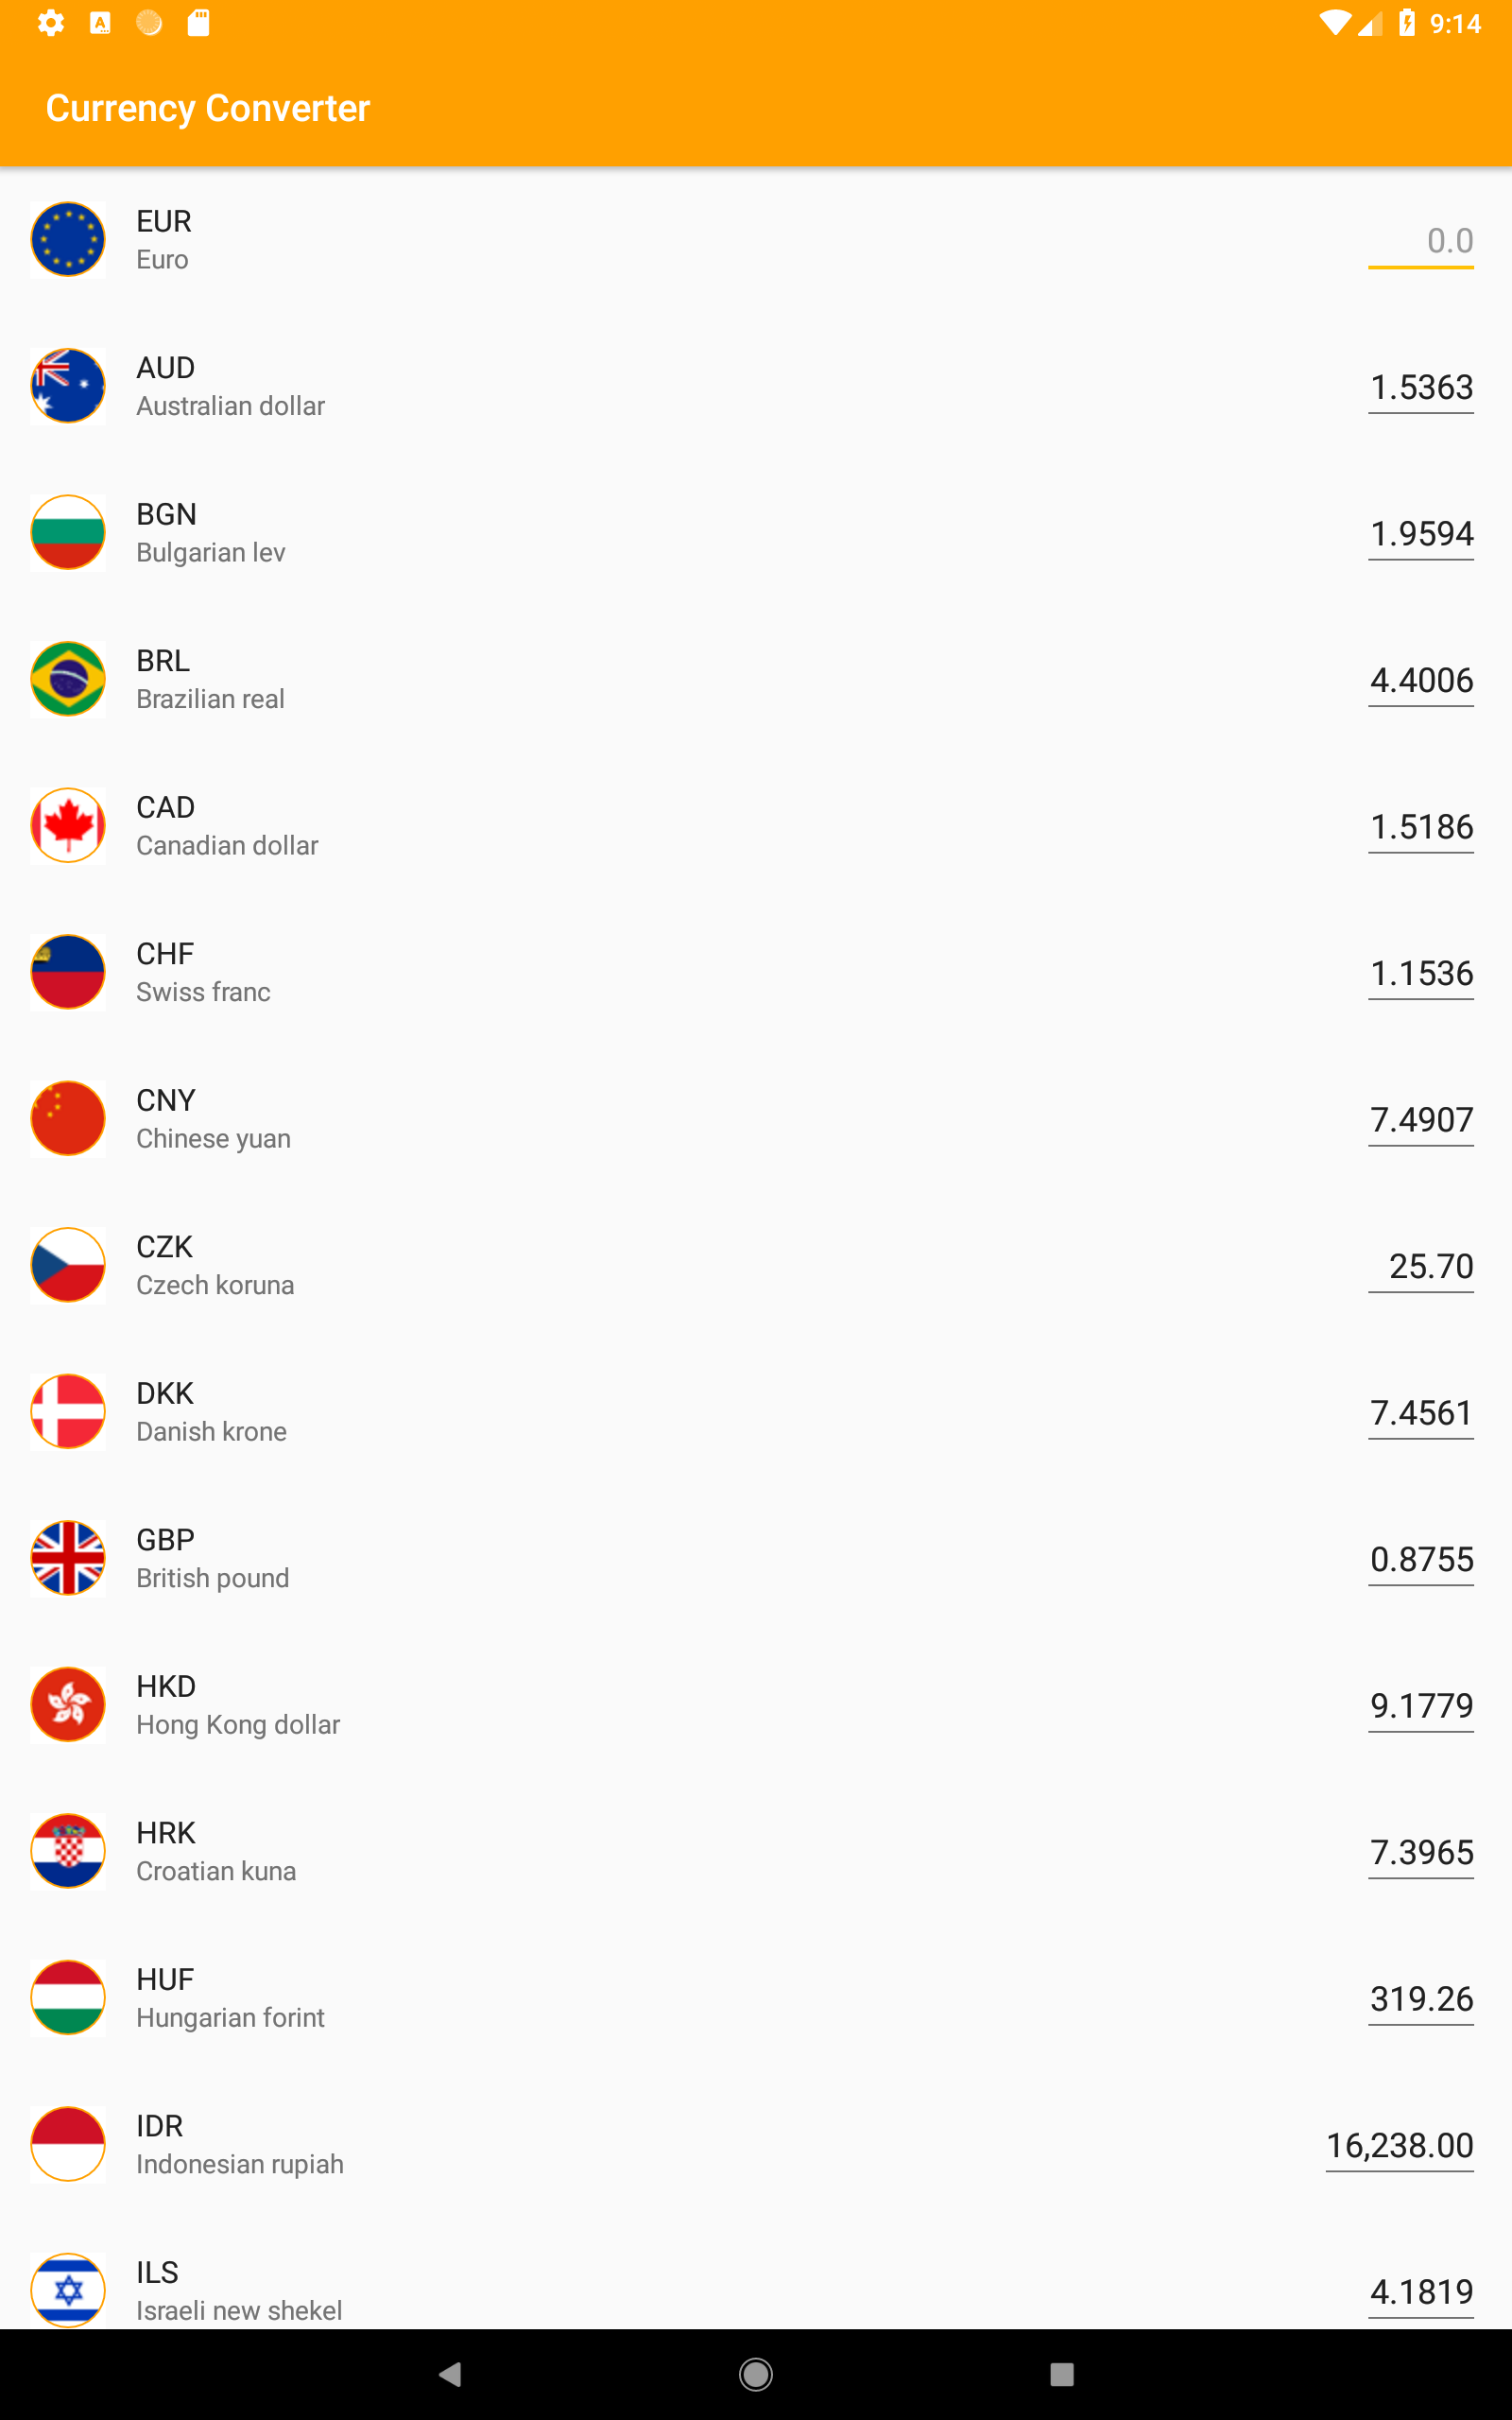 9:14
Currency Converter
EUR
Euro
0.0
AUD
Australian dollar
1.5363
BGN
Bulgarian lev
1.9594
BRL
Brazilian real
4.4006
CAD
Canadian dollar
1.5186
CHF
Swiss franc
1.1536
CNY
Chinese yuan
7.4907
CZK
Czech koruna
25.70
DKK
Danish krone
7.4561
GBP
British pound
0.8755
HKD
Hong Kong dollar
9.1779
HRK
Croatian kuna
7.3965
HUF
Hungarian forint
319.26
IDR
Indonesian rupiah
16,238.00
ILS
Israeli new shekel
4.1819